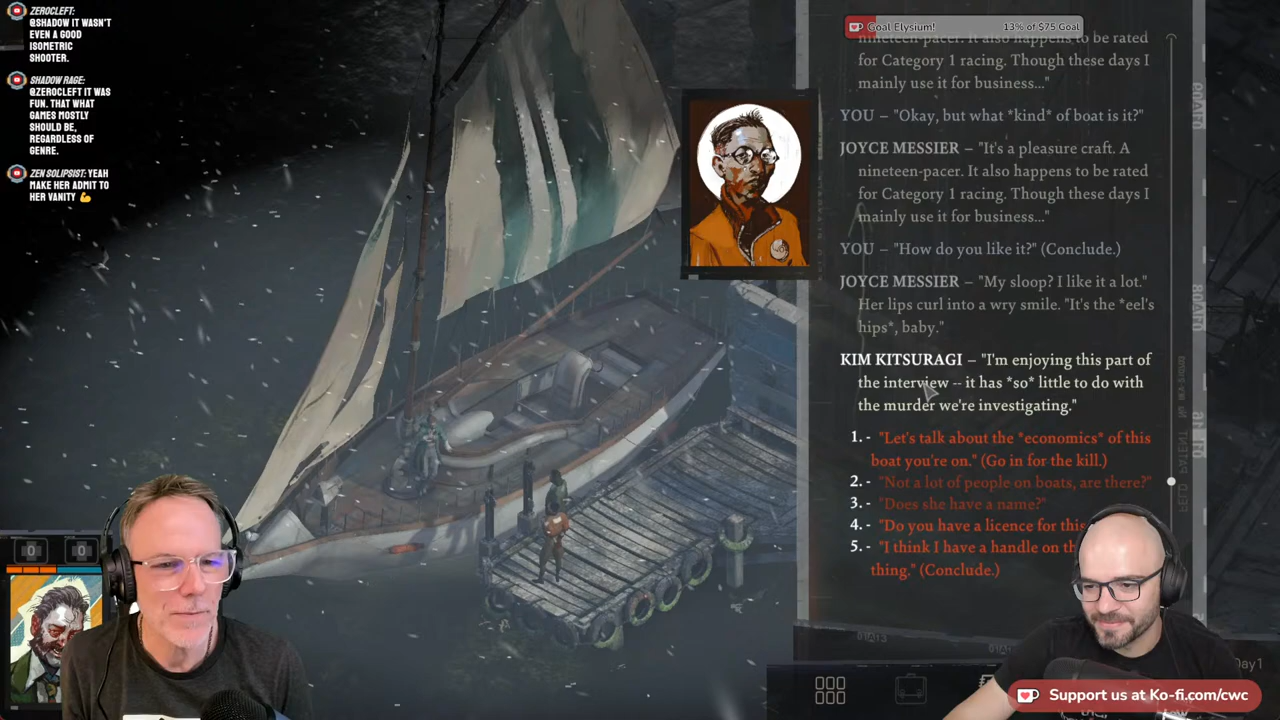 ZEROCLEFT:
@SHADOW IT WASN'T
EVEN A GOOD
ISOMETRIC
SHOOTER.
SHADOW RAGE:
@ZEROCLEFT IT WAS
FUN. THAT WHAT
GAMES MOSTLY
SHOULD BE,
REGARDLESS OF
GENRE.
ZEN SOLIPSIST: YEAH
MAKE HER ADMIT TO
HER VANITY 💪
Goal Elysium! 13% of $75 Goal
nineteen-pacer. It also happens to be rated
for Category 1 racing. Though these days I
mainly use it for business..."
YOU – "Okay, but what *kind* of boat is it?"
JOYCE MESSIER – "It's a pleasure craft. A
nineteen-pacer. It also happens to be rated
for Category 1 racing. Though these days I
mainly use it for business..."
YOU – "How do you like it?" (Conclude.)
JOYCE MESSIER – "My sloop? I like it a lot."
Her lips curl into a wry smile. "It's the *eel's
hips*, baby."
KIM KITSURAGI – "I'm enjoying this part of
the interview -- it has *so* little to do with
the murder we're investigating."
1. - "Let's talk about the *economics* of this
boat you're on." (Go in for the kill.)
2. - "Not a lot of people on boats, are there?"
3. - "Does she have a name?"
4. - "Do you have a licence for this
5. - "I think I have a handle on th
thing." (Conclude.)
0 0
Day 1
Support us at Ko-fi.com/cwc